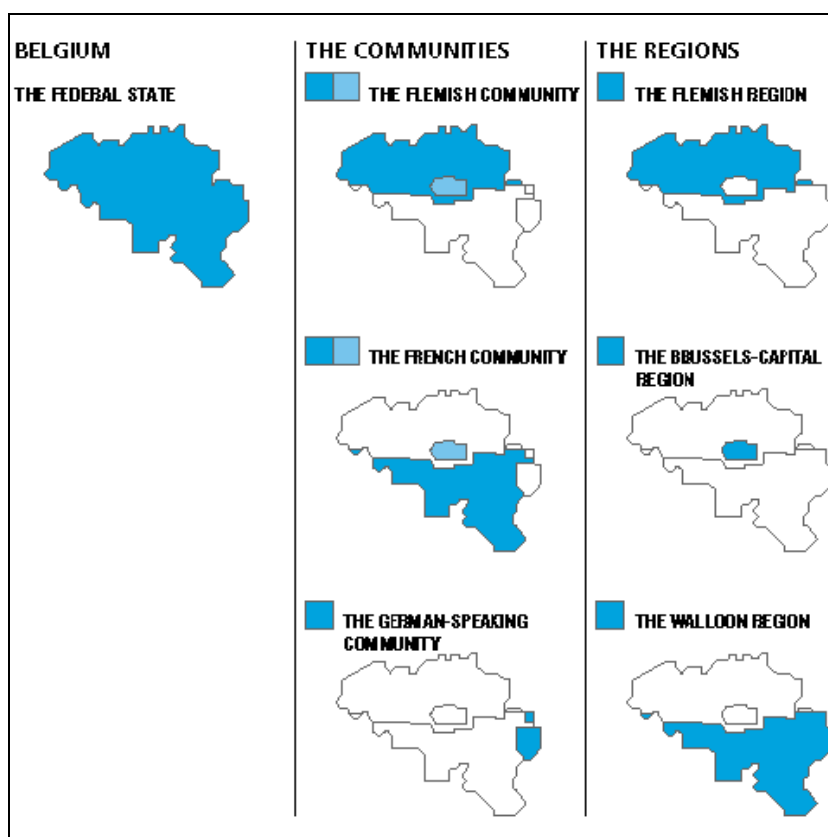 BELGIUM
THE FEDERAL STATE
THE COMMUNITIES
THE FLEMISH COMMUNITY
THE FRENCH COMMUNITY
THE GERMAN-SPEAKING
COMMUNITY
THE REGIONS
THE FLEMISH REGION
THE BRUSSELS-CAPITAL
REGION
THE WALLOON REGION